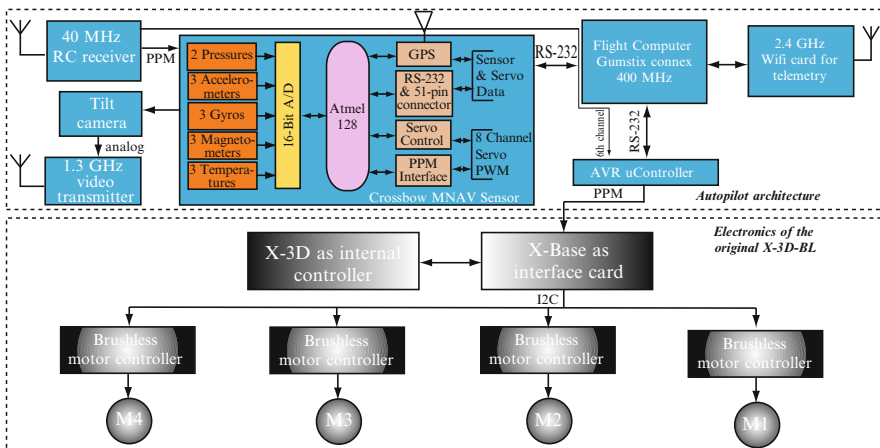 40 MHz
RC receiver
PPM
2 Pressures
3 Accelero-
meters
3 Gyros
3 Magneto-
meters
3 Tempera-
tures
16-Bit A/D
Atmel
128
GPS
RS-232
& 51-pin
connector
Servo
Control
PPM
Interface
Sensor
& Servo
Data
8 Channel
Servo
PWM
Crossbow MNAV Sensor
RS-232
Flight Computer
Gumstix connex
400 MHz
2.4 GHz
Wifi card for
telemetry
Tilt
camera
analog
1.3 GHz
video
transmitter
6th channel
RS-232
AVR uController
PPM
Autopilot architecture
Electronics of the
original X-3D-BL
X-3D as internal
controller
X-Base as
interface card
I2C
Brushless
motor controller
Brushless
motor controller
Brushless
motor controller
Brushless
motor controller
M4
M3
M2
M1